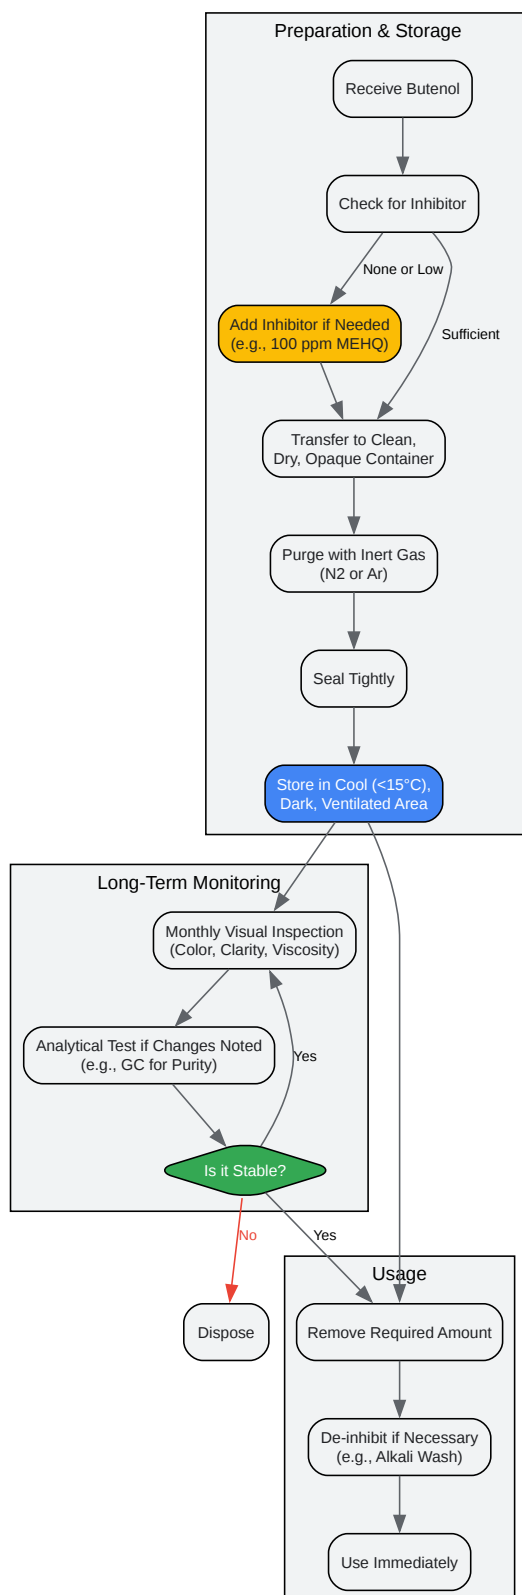 Preparation & Storage
Receive Butenol
Check for Inhibitor
None or Low
Add Inhibitor if Needed
(e.g., 100 ppm MEHQ)
Sufficient
Transfer to Clean,
Dry, Opaque Container
Purge with Inert Gas
(N2 or Ar)
Seal Tightly
Store in Cool (<15°C),
Dark, Ventilated Area
Long-Term Monitoring
Monthly Visual Inspection
(Color, Clarity, Viscosity)
Analytical Test if Changes Noted
(e.g., GC for Purity)
Yes
Is it Stable?
No
Yes
Usage
Dispose
Remove Required Amount
De-inhibit if Necessary
(e.g., Alkali Wash)
Use Immediately